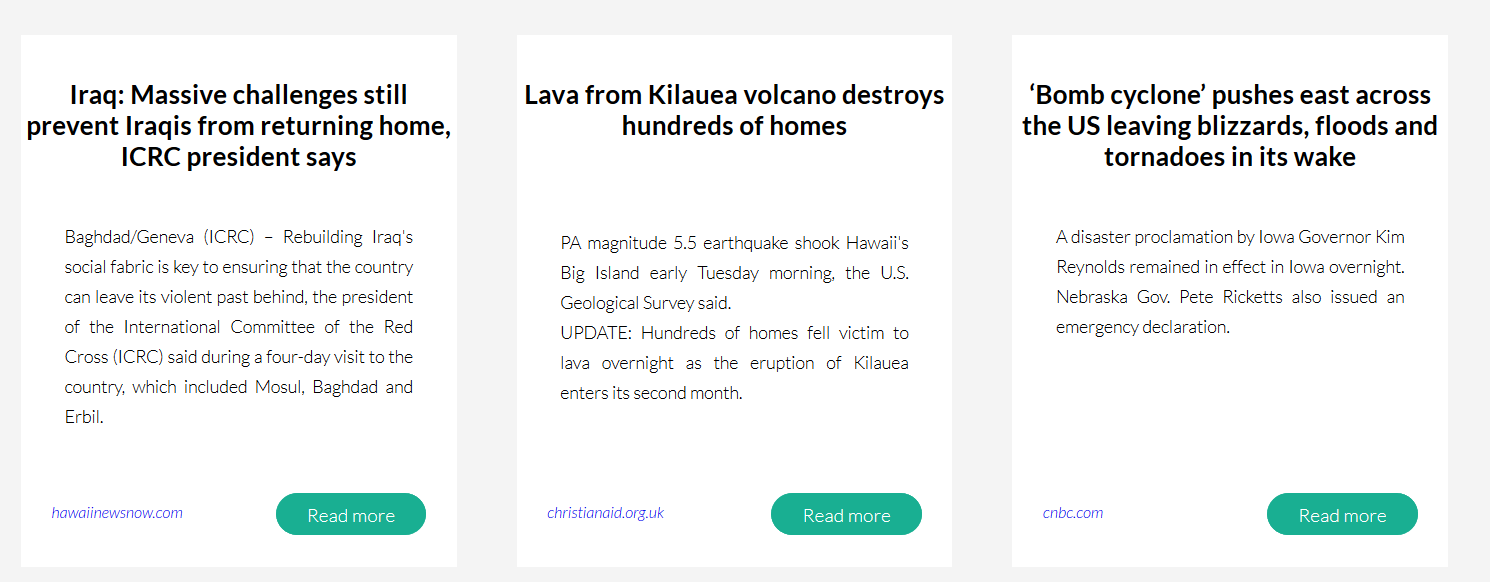 Iraq: Massive challenges still
prevent Iraqis from returning home,
ICRC president says
Baghdad/Geneva (ICRC) – Rebuilding Iraq's
social fabric is key to ensuring that the country
can leave its violent past behind, the president
of the International Committee of the Red
Cross (ICRC) said during a four-day visit to the
country, which included Mosul, Baghdad and
Erbil.
hawaiinewsnow.com
Read more
Lava from Kilauea volcano destroys
hundreds of homes
PA magnitude 5.5 earthquake shook Hawaii's
Big Island early Tuesday morning, the U.S.
Geological Survey said.
UPDATE: Hundreds of homes fell victim to
lava overnight as the eruption of Kilauea
enters its second month.
christianaid.org.uk
Read more
‘Bomb cyclone’ pushes east across
the US leaving blizzards, floods and
tornadoes in its wake
A disaster proclamation by Iowa Governor Kim
Reynolds remained in effect in Iowa overnight.
Nebraska Gov. Pete Ricketts also issued an
emergency declaration.
cnbc.com
Read more